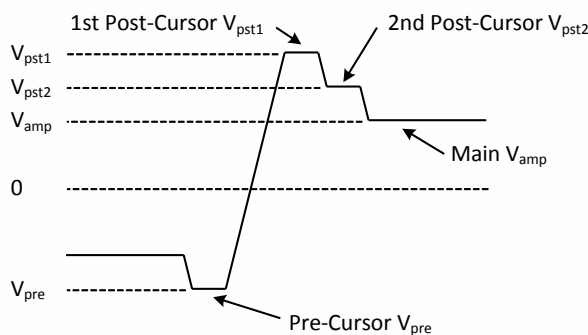 1st Post-Cursor Vpst1
2nd Post-Cursor Vpst2
Vpst1
Vpst2
Vamp
Main Vamp
0
Vpre
Pre-Cursor Vpre